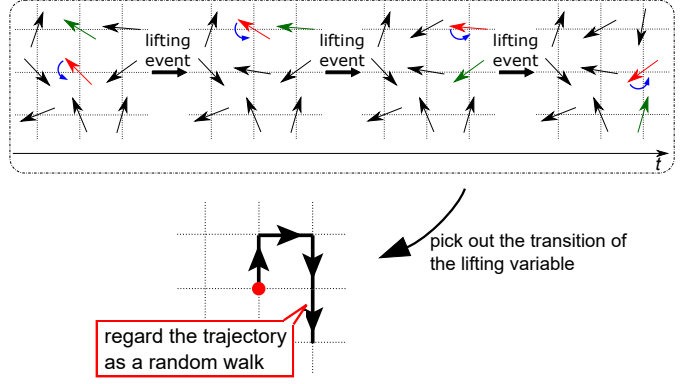 lifting
event
lifting
event
lifting
event
t
pick out the transition of
the lifting variable
regard the trajectory
as a random walk